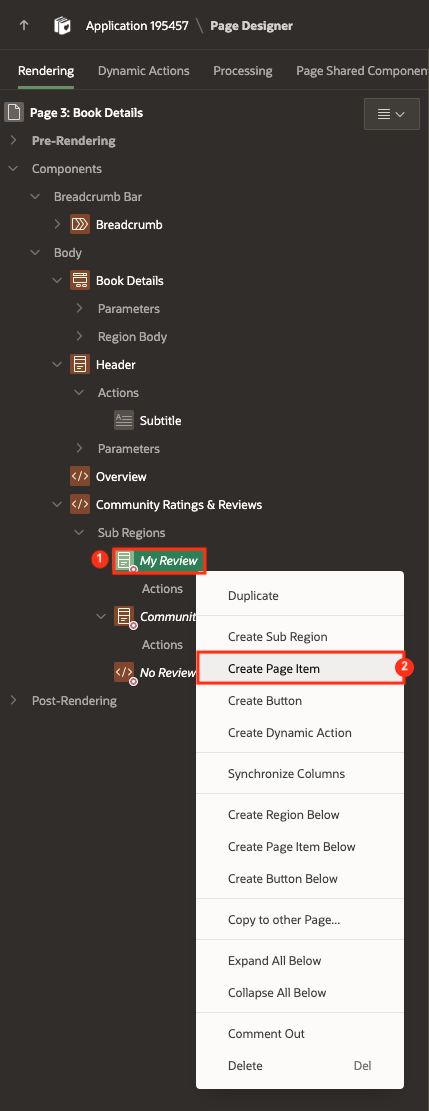 Application 195457 \ Page Designer
Rendering Dynamic Actions Processing Page Shared Componen
Page 3: Book Details
Pre-Rendering
Components
Breadcrumb Bar
Breadcrumb
Body
Book Details
Parameters
Region Body
Header
Actions
Subtitle
Parameters
Overview
Community Ratings & Reviews
Sub Regions
1 My Review
Actions
Communit
Actions
No Review
Post-Rendering
Duplicate
Create Sub Region
Create Page Item 2
Create Button
Create Dynamic Action
Synchronize Columns
Create Region Below
Create Page Item Below
Create Button Below
Copy to other Page...
Expand All Below
Collapse All Below
Comment Out
Delete Del